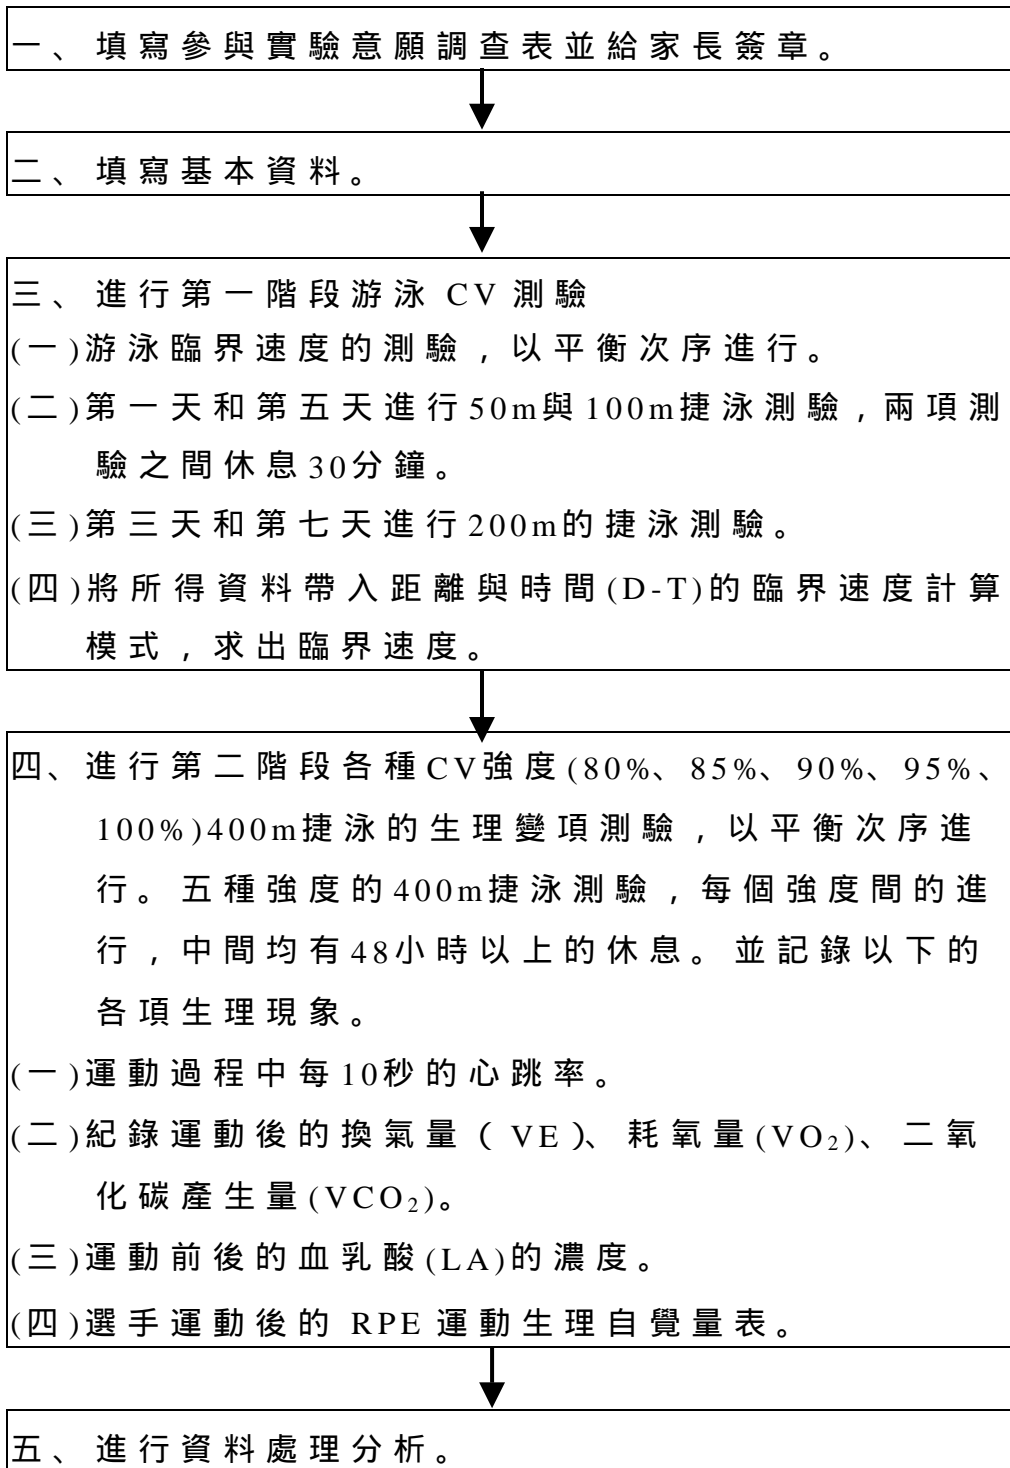 一、填寫參與實驗意願調查表並給家長簽章。
二、填寫基本資料。
三、進行第一階段游泳 CV 測驗
(一)游泳臨界速度的測驗，以平衡次序進行。
(二)第一天和第五天進行50m與100m捷泳測驗，兩項測
驗之間休息30分鐘。
(三)第三天和第七天進行200m的捷泳測驗。
(四)將所得資料帶入距離與時間(D-T)的臨界速度計算
模式，求出臨界速度。
四、進行第二階段各種CV強度(80%、85%、90%、95%、
100%)400m捷泳的生理變項測驗，以平衡次序進
行。五種強度的400m捷泳測驗，每個強度間的進
行，中間均有48小時以上的休息。並記錄以下的
各項生理現象。
(一)運動過程中每10秒的心跳率。
(二)紀錄運動後的換氣量（VE）、耗氧量(VO₂)、二氧
化碳產生量(VCO₂)。
(三)運動前後的血乳酸(LA)的濃度。
(四)選手運動後的 RPE 運動生理自覺量表。
五、進行資料處理分析。